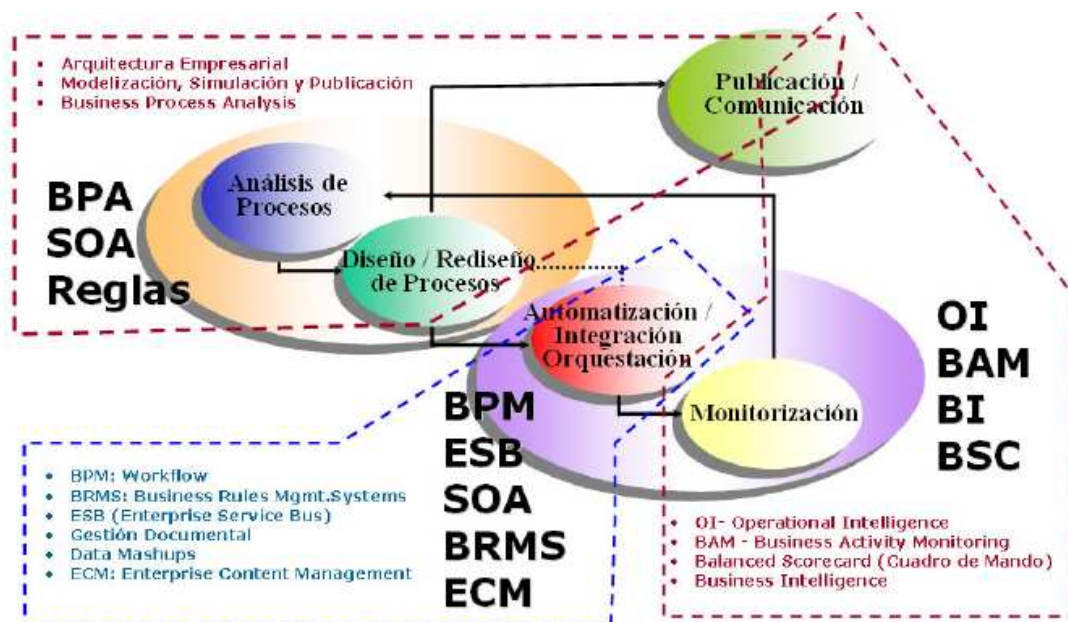 Arquitectura Empresarial
Modelización, Simulación y Publicación
Business Process Analysis
Publicación /
Comunicación
BPA
SOA
Reglas
Análisis de
Procesos
Diseño / Rediseño
de Procesos
Automatización /
Integración
Orquestación
Monitorización
OI
BAM
BI
BSC
BPM
ESB
SOA
BRMS
ECM
BPM: Workflow
BRMS: Business Rules Mgmt.Systems
ESB (Enterprise Service Bus)
Gestión Documental
Data Mashups
ECM: Enterprise Content Management
OI- Operational Intelligence
BAM - Business Activity Monitoring
Balanced Scorecard (Cuadro de Mando)
Business Intelligence